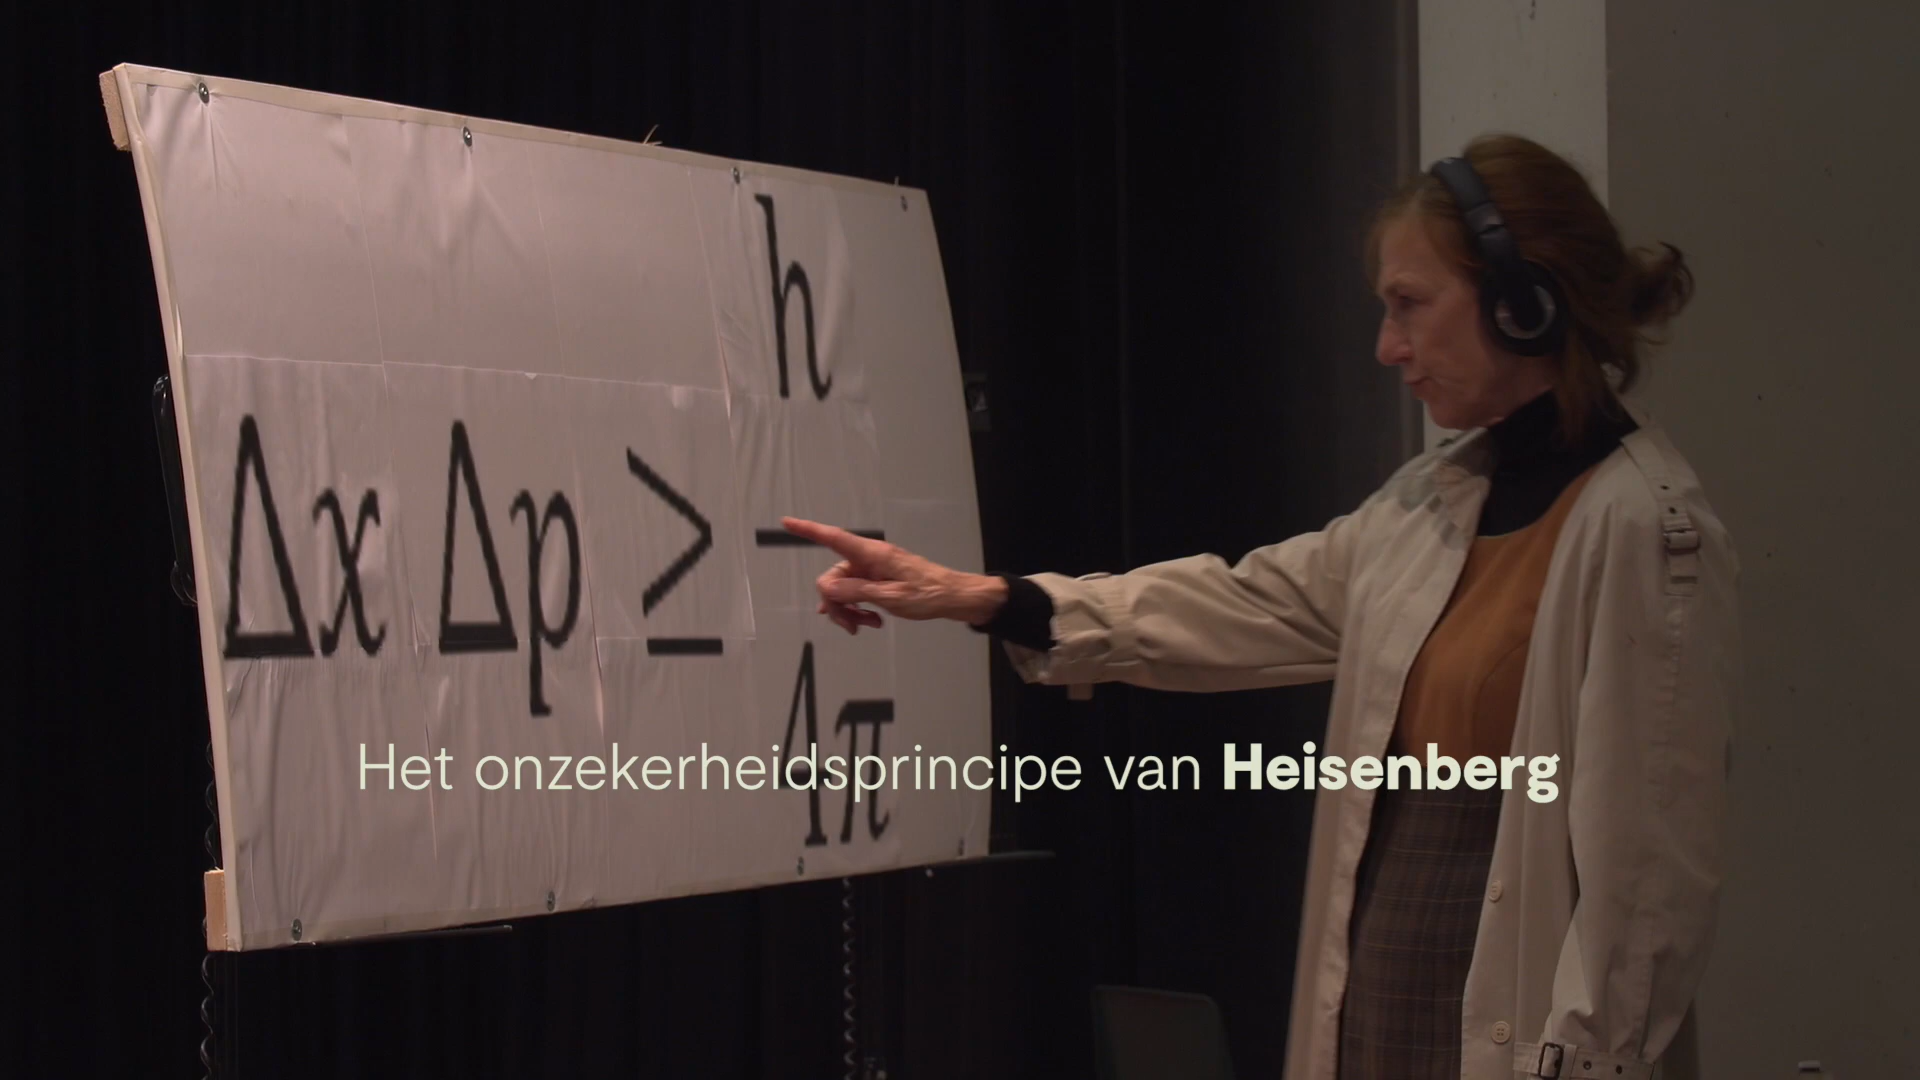 Δx Δp ≥ h
4π
Het onzekerheidsprincipe van Heisenberg